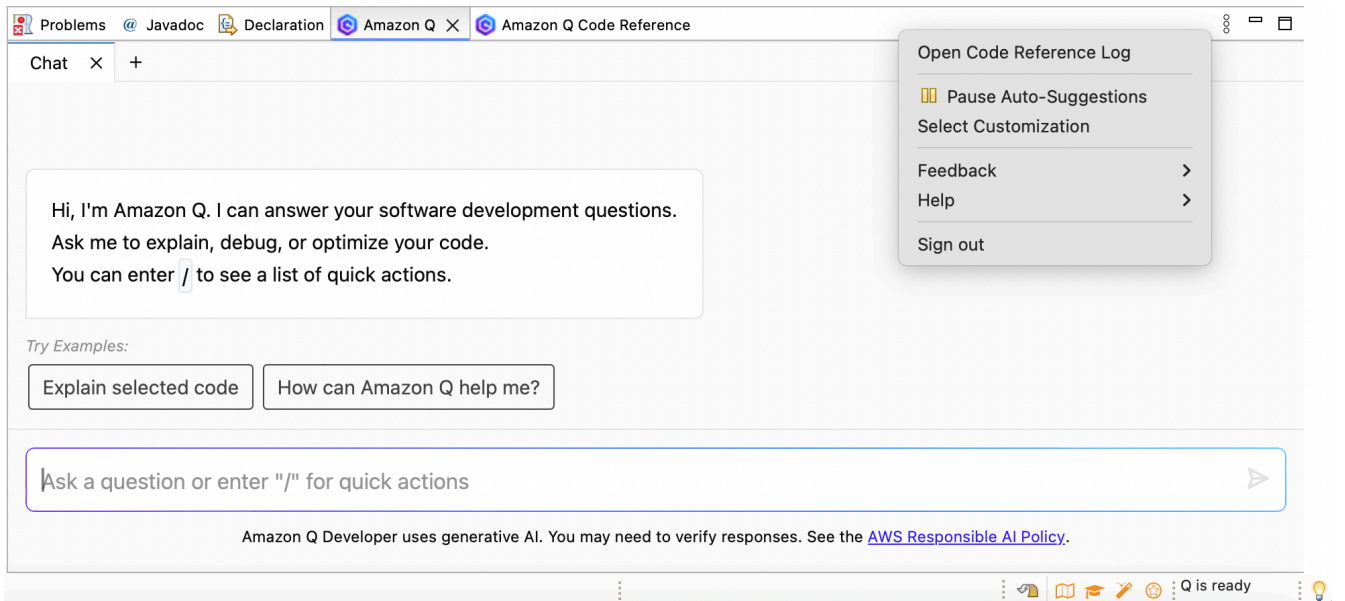 Problems @ Javadoc Declaration Amazon Q Amazon Q Code Reference
Chat
Open Code Reference Log
Pause Auto-Suggestions
Select Customization
Feedback
Help
Sign out
Hi, I'm Amazon Q. I can answer your software development questions.
Ask me to explain, debug, or optimize your code.
You can enter / to see a list of quick actions.
Try Examples:
Explain selected code How can Amazon Q help me?
Ask a question or enter "/" for quick actions
Amazon Q Developer uses generative AI. You may need to verify responses. See the AWS Responsible AI Policy.
Q is ready